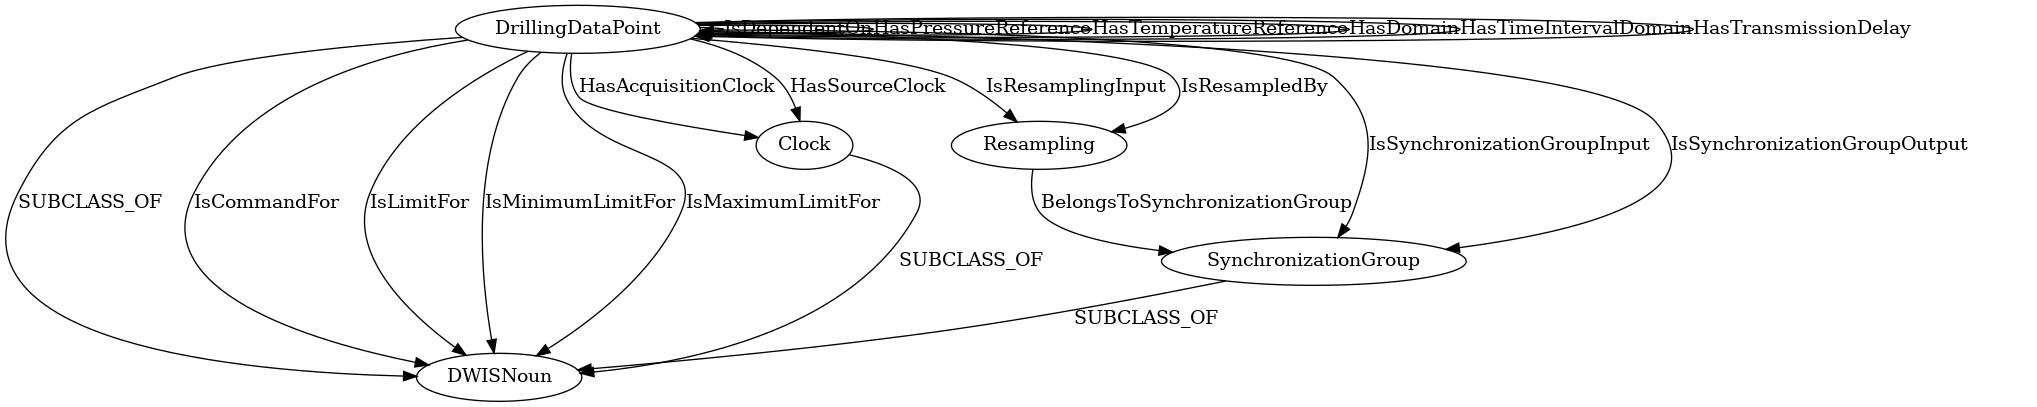 DrillingDataPoint
IsDependentOn
HasPressureReference
HasTemperatureReference
HasDomain
HasTimeIntervalDomain
HasTransmissionDelay
HasAcquisitionClock
HasSourceClock
IsResamplingInput
IsResampledBy
Clock
Resampling
IsSynchronizationGroupInput
IsSynchronizationGroupOutput
SUBCLASS_OF
IsCommandFor
IsLimitFor
IsMinimumLimitFor
IsMaximumLimitFor
BelongsToSynchronizationGroup
SUBCLASS_OF
SynchronizationGroup
SUBCLASS_OF
DWISNoun